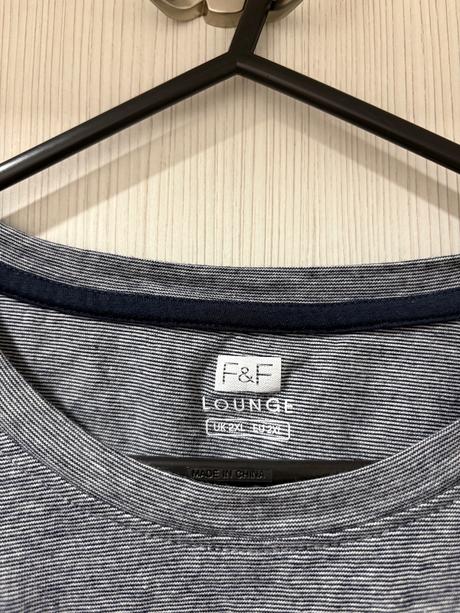 F&F
LOUNGE
UK 2XL EU 2XL
MADE IN CHINA